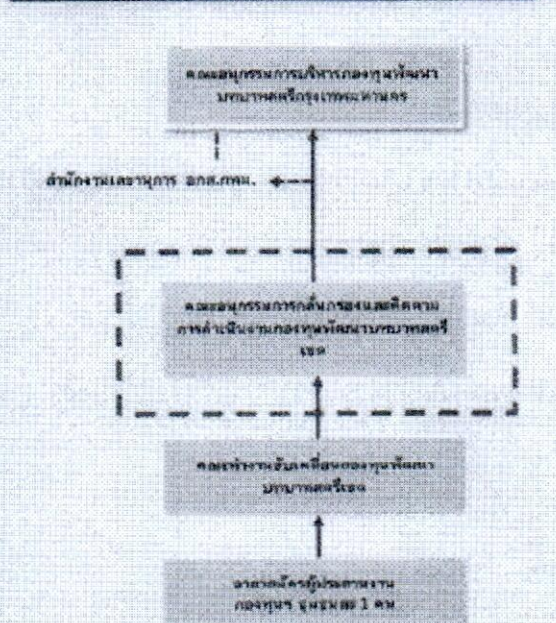 คณะอนุกรรมการบริหารกองทุนพัฒนา
บทบาทสตรีกรุงเทพมหานคร
สำนักงานเลขานุการ อกส.กทม.
คณะอนุกรรมการกลั่นกรองและติดตาม
การดำเนินงานกองทุนพัฒนาบทบาทสตรี
เขต
คณะทำงานขับเคลื่อนกองทุนพัฒนา
บทบาทสตรีเขต
อาสาสมัครผู้ประสานงาน
กองทุนฯ ชุมชนละ 1 คน